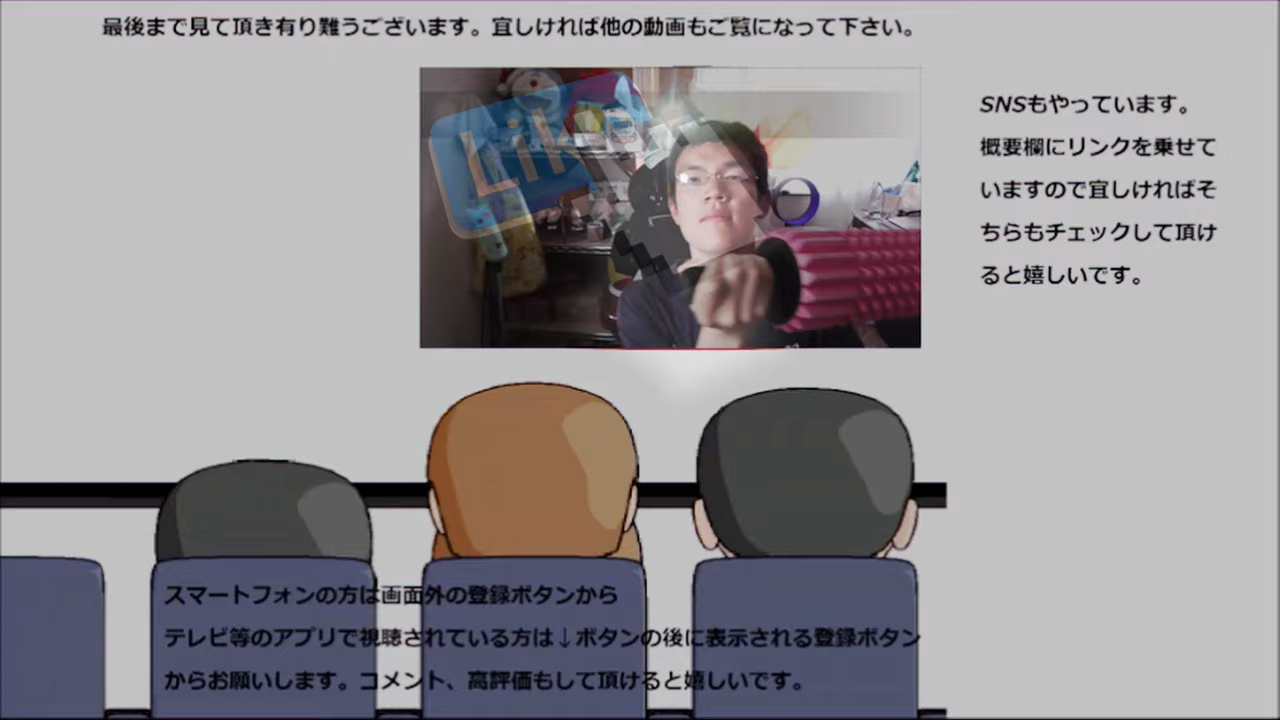 最後まで見て頂き有り難うございます。宜しければ他の動画もご覧になって下さい。
Like
SNSもやっています。
概要欄にリンクを乗せて
いますので宜しければそ
ちらもチェックして頂け
ると嬉しいです。
スマートフォンの方は画面外の登録ボタンから
テレビ等のアプリで視聴されている方は↓ボタンの後に表示される登録ボタン
からお願いします。コメント、高評価もして頂けると嬉しいです。